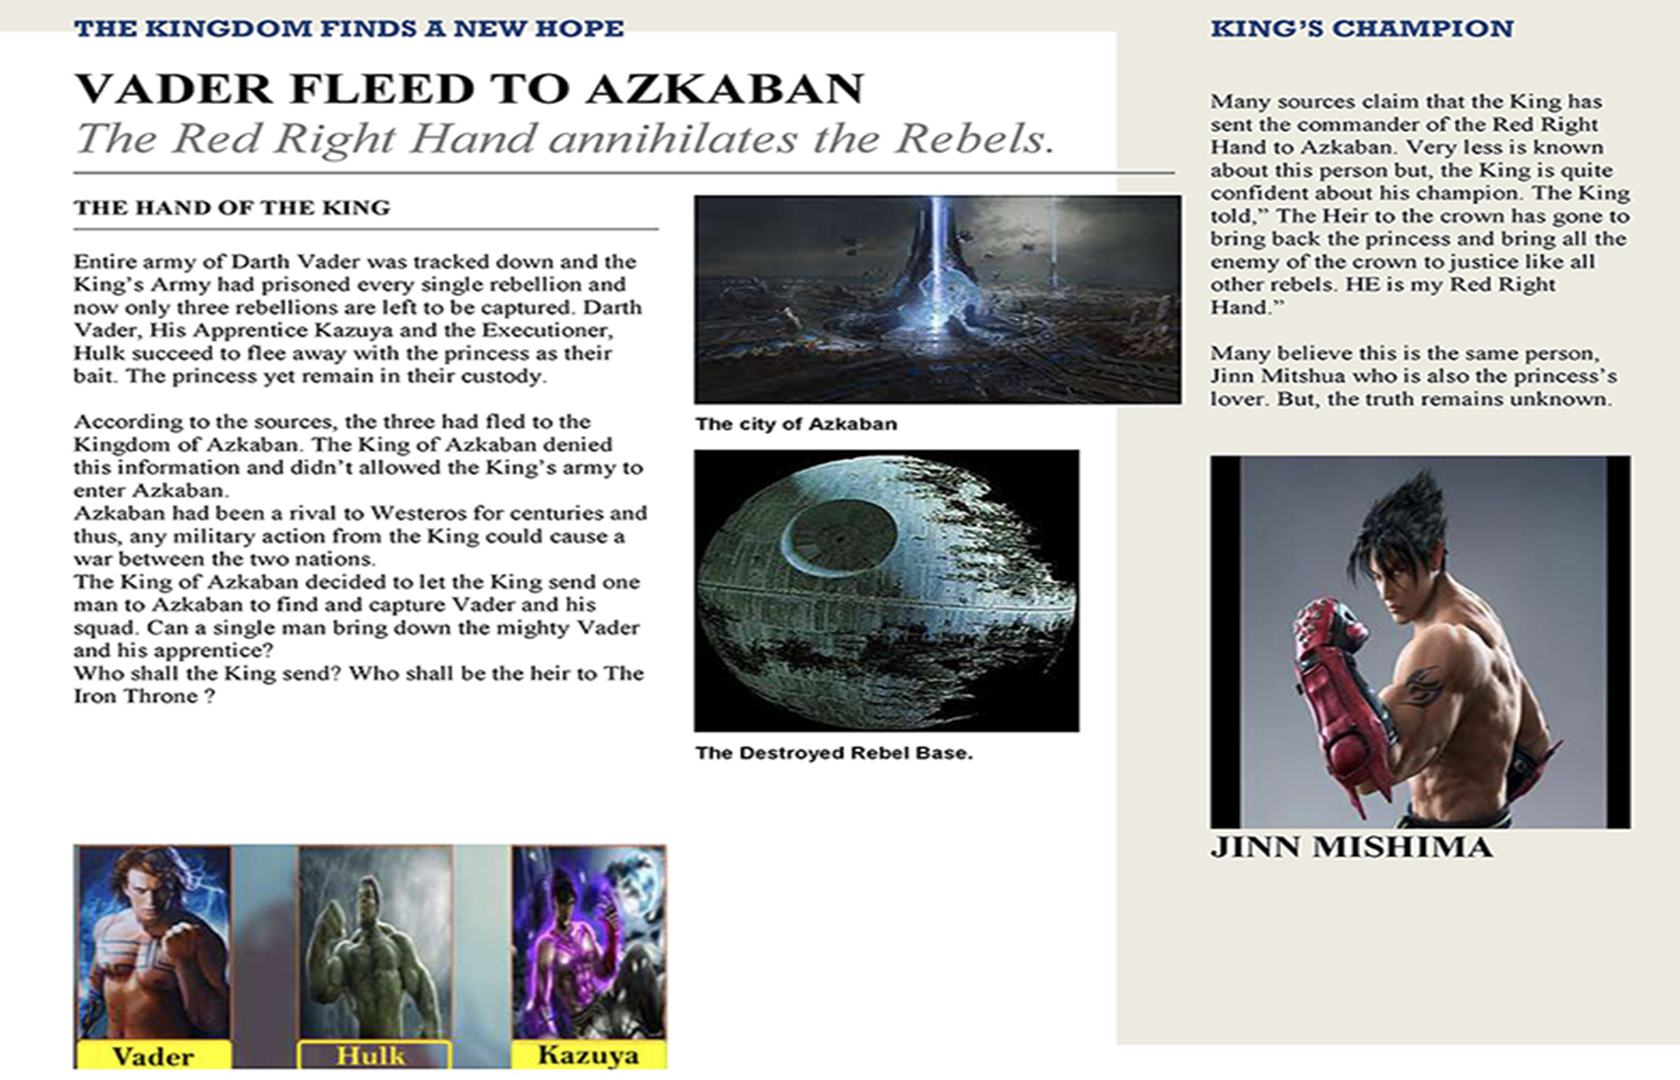 THE KINGDOM FINDS A NEW HOPE
VADER FLEED TO AZKABAN
The Red Right Hand annihilates the Rebels.
THE HAND OF THE KING
Entire army of Darth Vader was tracked down and the
King's Army had prisoned every single rebellion and
now only three rebellions are left to be captured. Darth
Vader, His Apprentice Kazuya and the Executioner,
Hulk succeed to flee away with the princess as their
bait. The princess yet remain in their custody.
According to the sources, the three had fled to the
Kingdom of Azkaban. The King of Azkaban denied
this information and didn't allowed the King's army to
enter Azkaban.
Azkaban had been a rival to Westeros for centuries and
thus, any military action from the King could cause a
war between the two nations.
The King of Azkaban decided to let the King send one
man to Azkaban to find and capture Vader and his
squad. Can a single man bring down the mighty Vader
and his apprentice?
Who shall the King send? Who shall be the heir to The
Iron Throne ?
The city of Azkaban
The Destroyed Rebel Base.
Vader
Hulk
Kazuya
KING'S CHAMPION
Many sources claim that the King has
sent the commander of the Red Right
Hand to Azkaban. Very less is known
about this person but, the King is quite
confident about his champion. The King
told,” The Heir to the crown has gone to
bring back the princess and bring all the
enemy of the crown to justice like all
other rebels. HE is my Red Right
Hand.”
Many believe this is the same person,
Jinn Mitshua who is also the princess's
lover. But, the truth remains unknown.
JINN MISHIMA